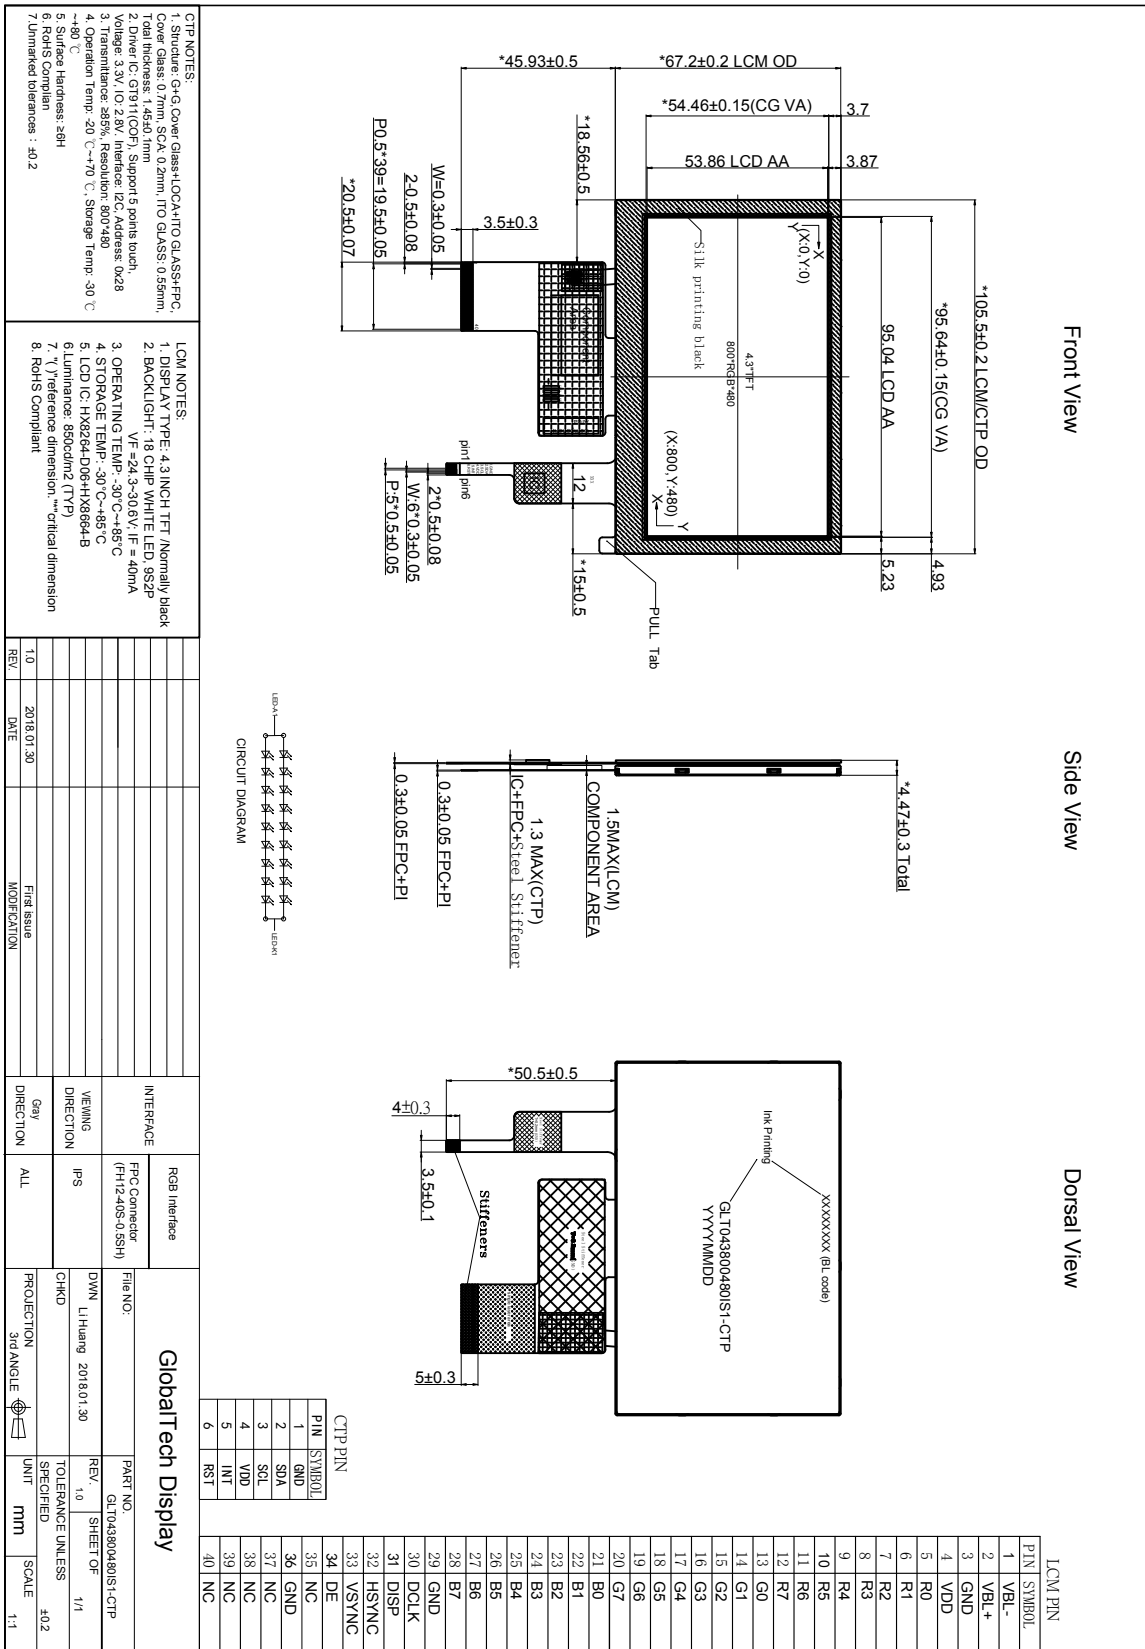 Front View
Side View
Dorsal View
*105.5±0.2 LCM/CTP OD
*95.64±0.15(CG VA)
95.04 LCD AA
4.93
5.23
*67.2±0.2 LCM OD
*45.93±0.5
*54.46±0.15(CG VA)
3.7
53.86 LCD AA
3.87
*18.56±0.5
(X:0,Y:0)
X
Y
4.3"TFT
800*RGB*480
Silk printing black
(X:800,Y:480)
Y
X
3.5±0.3
W=0.3±0.05
2-0.5±0.08
P0.5*39=19.5±0.05
*20.5±0.07
Component
Area
pin1
pin6
12
*15±0.5
2*0.5±0.08
W:6*0.3±0.05
P:5*0.5±0.05
PULL Tab
*4.47±0.3 Total
1.5MAX(LCM)
COMPONENT AREA
1.3 MAX(CTP)
IC+FPC+Steel Stiffener
0.3±0.05 FPC+PI
0.3±0.05 FPC+PI
LED-A1
LED-K1
CIRCUIT DIAGRAM
XXXXXXXX (BL code)
Ink Printing
GLT043800480IS1-CTP
YYYYMMDD
*50.5±0.5
4±0.3
3.5±0.1
Stiffeners
5±0.3
LCM PIN
PIN SYMBOL
1 VBL-
2 VBL+
3 GND
4 VDD
5 R0
6 R1
7 R2
8 R3
9 R4
10 R5
11 R6
12 R7
13 G0
14 G1
15 G2
16 G3
17 G4
18 G5
19 G6
20 G7
21 B0
22 B1
23 B2
24 B3
25 B4
26 B5
27 B6
28 B7
29 GND
30 DCLK
31 DISP
32 HSYNC
33 VSYNC
34 DE
35 NC
36 GND
37 NC
38 NC
39 NC
40 NC
CTP PIN
PIN SYMBOL
1 GND
2 SDA
3 SCL
4 VDD
5 INT
6 RST
CTP NOTES:
1. Structure: G+G,Cover Glass+LOCA+ITO GLASS+FPC,
Cover Glass: 0.7mm, SCA: 0.2mm, ITO GLASS: 0.55mm,
Total thickness: 1.45±0.1mm
2. Driver IC: GT911(COF), Support 5 points touch,
Voltage: 3.3V, IO: 2.8V. Interface: I2C, Address: 0x28
3. Transmittance: ≥85%, Resolution: 800*480
4. Operation Temp: -20 ℃~+70 ℃, Storage Temp: -30 ℃
~+80 ℃
5. Surface Hardness: ≥6H
6. RoHS Complian
7.Unmarked tolerances：±0.2
LCM NOTES:
1. DISPLAY TYPE: 4.3 INCH TFT /Normally black
2. BACKLIGHT: 18 CHIP WHITE LED, 9S2P
VF =24.3~30.6V, IF = 40mA
3. OPERATING TEMP: -30°C~+85°C
4. STORAGE TEMP: -30°C~+85°C
5. LCD IC: HX8264-D06+HX8664-B
6.Luminance: 850cd/m2 (TYP)
7. "( )"reference dimension."*"critical dimension
8. RoHS Compliant
1.0 2018.01.30 First issue
REV. DATE MODIFICATION
INTERFACE RGB Interface
FPC Connector
(FH12-40S-0.5SH)
VIEWING
DIRECTION IPS
Gray
DIRECTION ALL
GlobalTech Display
File NO:
PART NO.
GLT043800480IS1-CTP
DWN Li Huang 2018.01.30
REV. 1.0 SHEET OF 1/1
CHKD
TOLERANCE UNLESS
SPECIFIED ±0.2
PROJECTION
3rd ANGLE
UNIT mm
SCALE 1:1